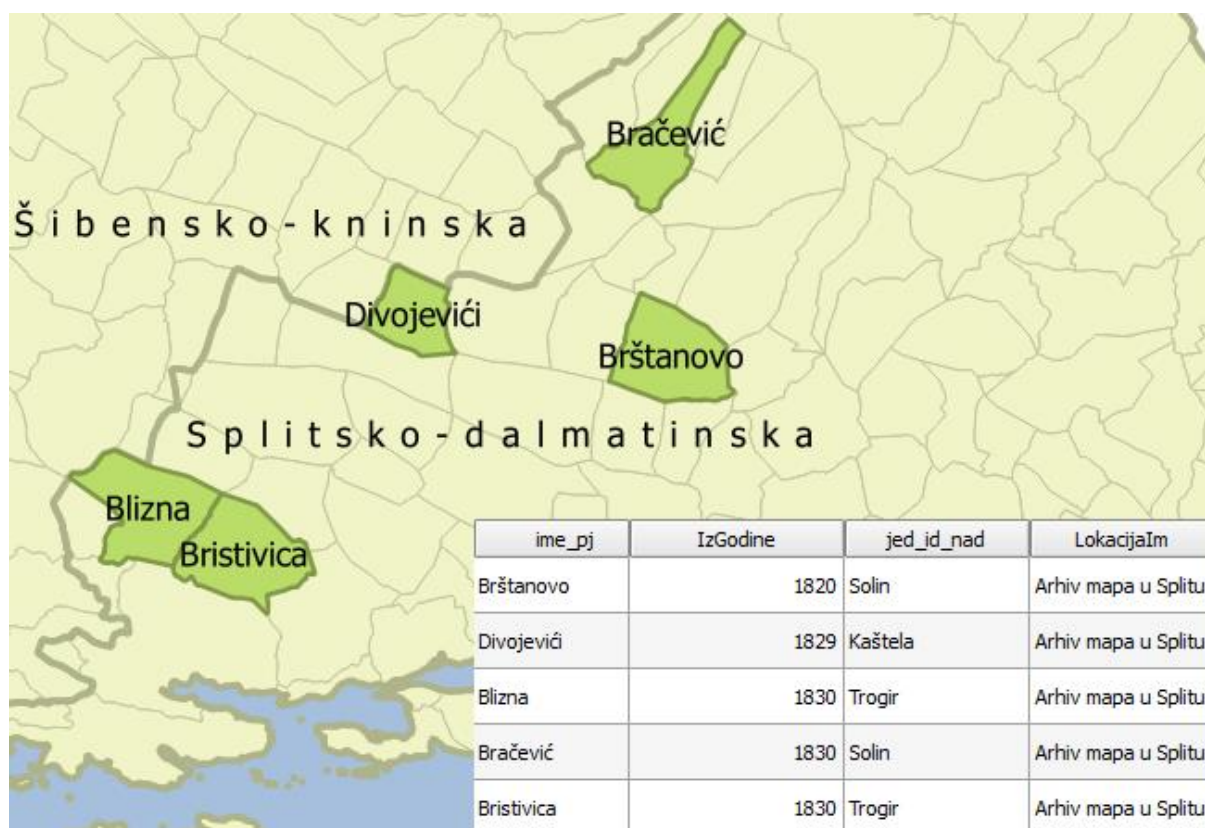 Bračević
Šibensko-kninska
Divojevići
Brštanovo
Splitsko-dalmatinska
Blizna
Bristivica
ime_pj IzGodine jed_id_nad LokacijaIm
Brštanovo 1820 Solin Arhiv mapa u Splitu
Divojevići 1829 Kaštela Arhiv mapa u Splitu
Blizna 1830 Trogir Arhiv mapa u Splitu
Bračević 1830 Solin Arhiv mapa u Splitu
Bristivica 1830 Trogir Arhiv mapa u Splitu